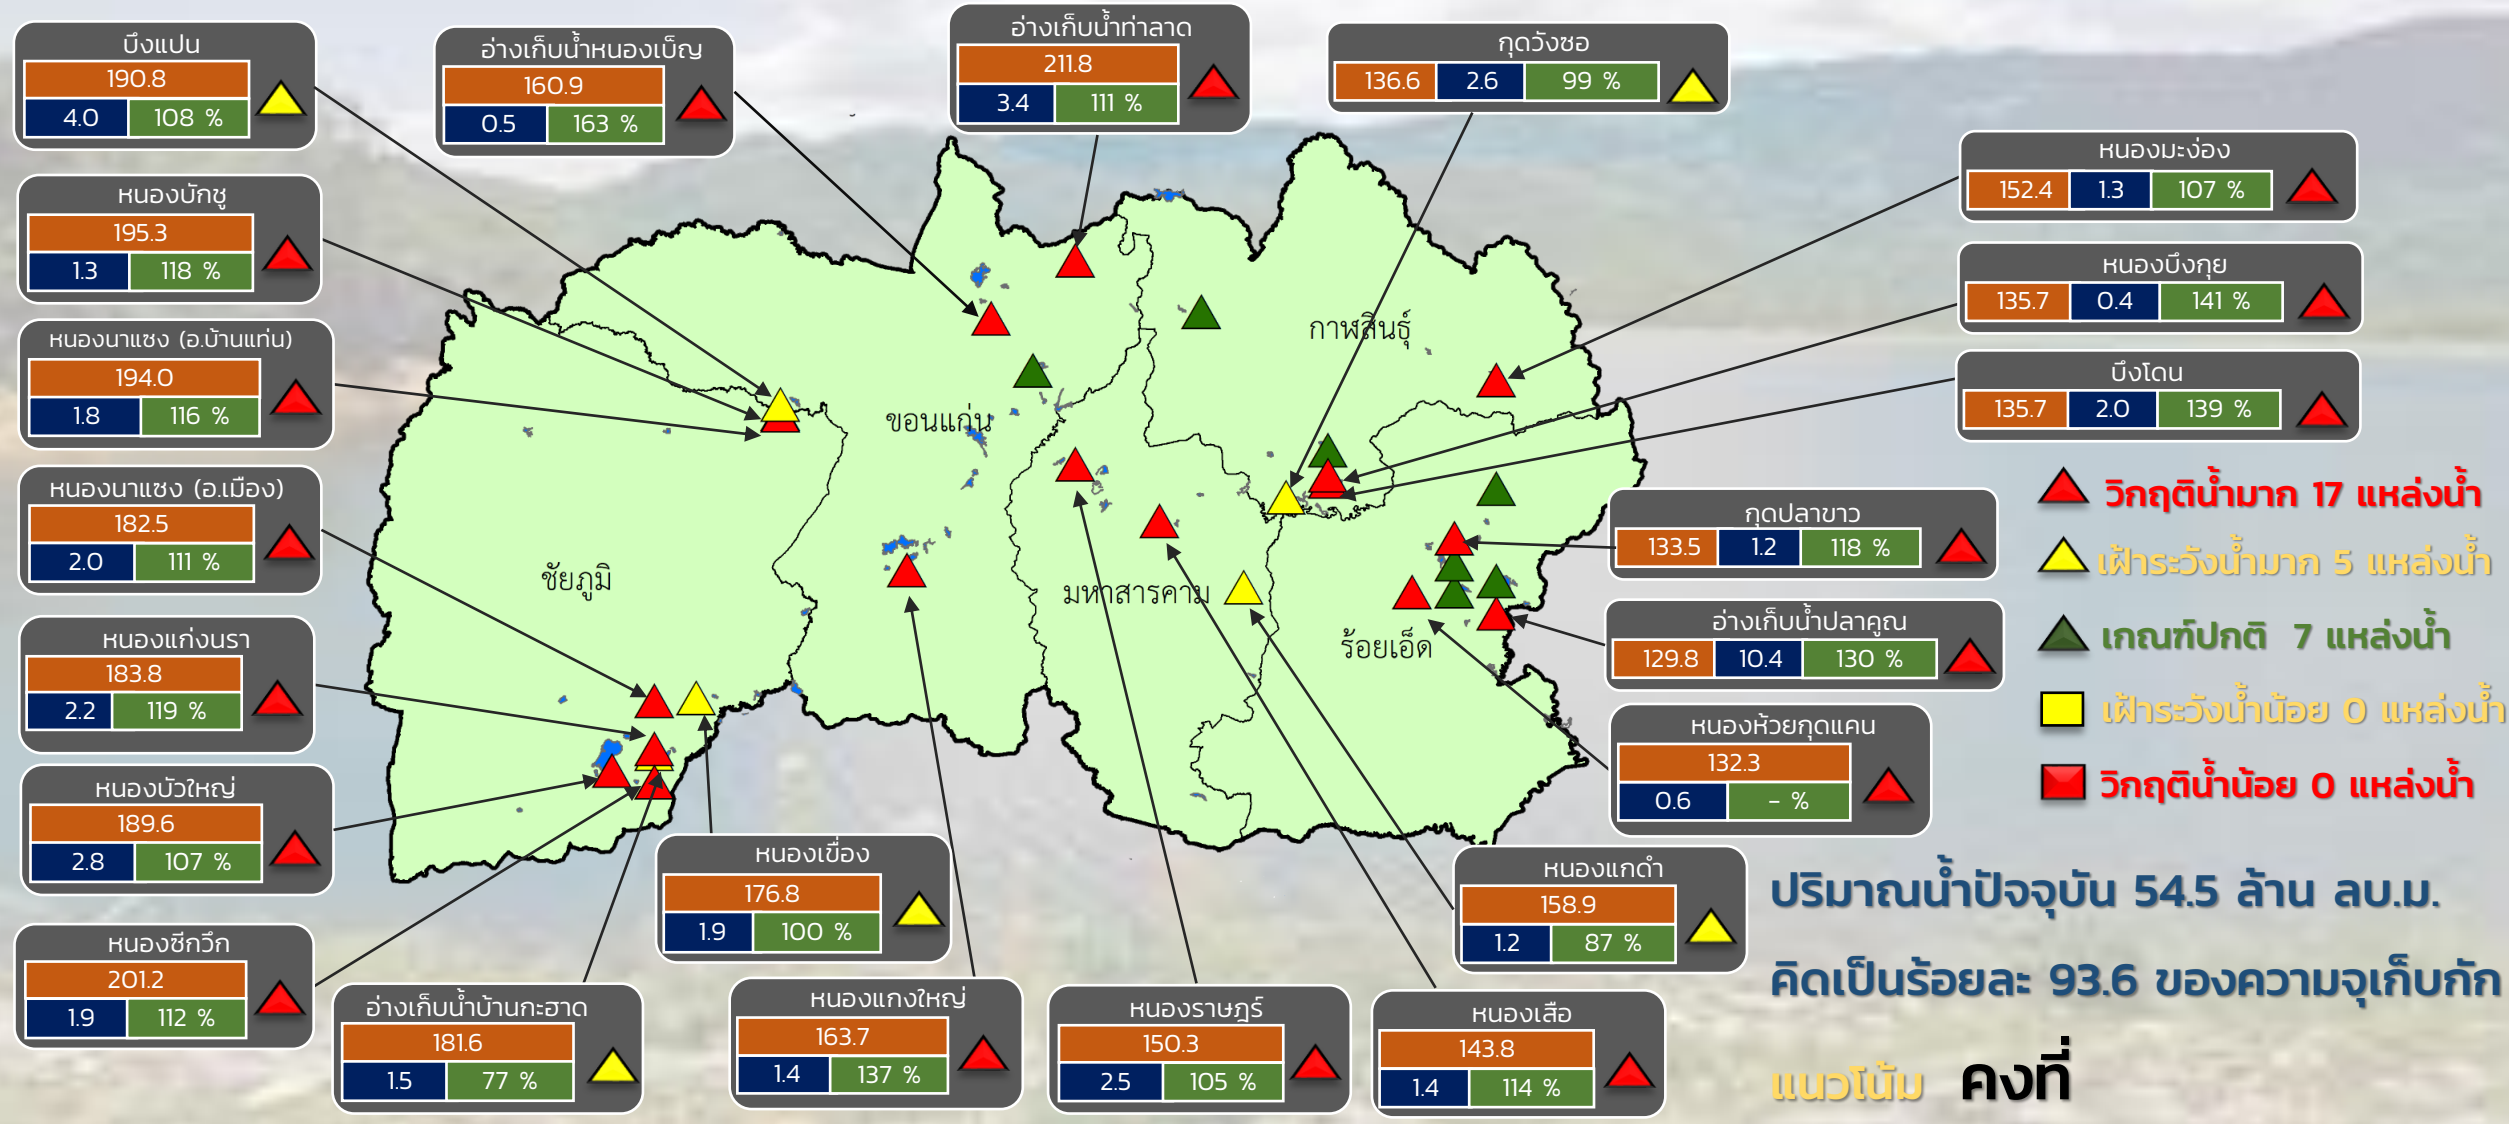 บึงแปน
190.8
4.0 108 %
อ่างเก็บน้ำหนองเบ็ญ
160.9
0.5 163 %
อ่างเก็บน้ำท่าลาด
211.8
3.4 111 %
กุดวังซอ
136.6 2.6 99 %
หนองบักชู
195.3
1.3 118 %
หนองมะง่อง
152.4 1.3 107 %
หนองบึงกุย
135.7 0.4 141 %
หนองนาแซง (อ.บ้านแท่น)
194.0
1.8 116 %
บึงโดน
135.7 2.0 139 %
หนองนาแซง (อ.เมือง)
182.5
2.0 111 %
กุดปลาขาว
133.5 1.2 118 %
อ่างเก็บน้ำปลาคูณ
129.8 10.4 130 %
หนองแก่งนรา
183.8
2.2 119 %
หนองห้วยกุดแคน
132.3
0.6 - %
หนองบัวใหญ่
189.6
2.8 107 %
หนองเขื่อง
176.8
1.9 100 %
หนองแกดำ
158.9
1.2 87 %
หนองซีกวึก
201.2
1.9 112 %
อ่างเก็บน้ำบ้านกะฮาด
181.6
1.5 77 %
หนองแกงใหญ่
163.7
1.4 137 %
หนองราษฎร์
150.3
2.5 105 %
หนองเสือ
143.8
1.4 114 %
กาฬสินธุ์
ขอนแก่น
ชัยภูมิ
มหาสารคาม
ร้อยเอ็ด
วิกฤติน้ำมาก 17 แหล่งน้ำ
เฝ้าระวังน้ำมาก 5 แหล่งน้ำ
เกณฑ์ปกติ 7 แหล่งน้ำ
เฝ้าระวังน้ำน้อย 0 แหล่งน้ำ
วิกฤติน้ำน้อย 0 แหล่งน้ำ
ปริมาณน้ำปัจจุบัน 54.5 ล้าน ลบ.ม.
คิดเป็นร้อยละ 93.6 ของความจุเก็บกัก
แนวโน้ม คงที่